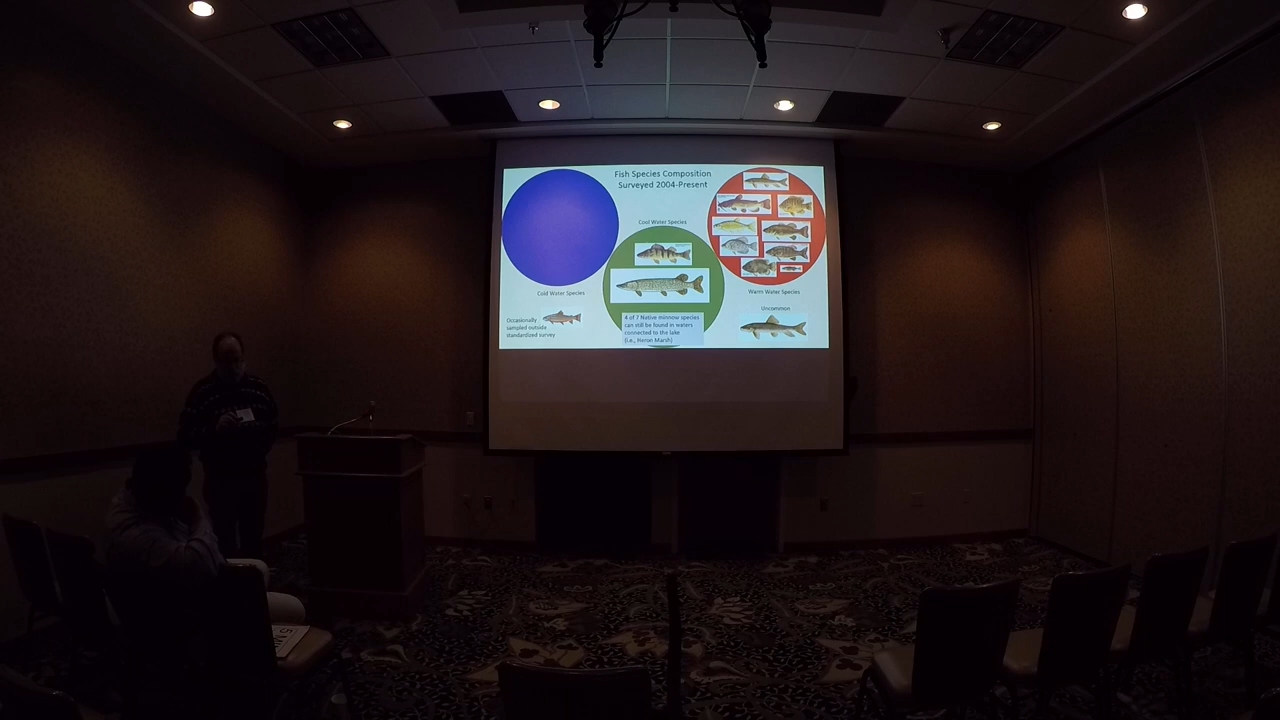 Fish Species Composition
Surveyed 2004-Present
Cool Water Species
Cold Water Species
Warm Water Species
Occasionally
sampled outside
standardized survey
4 of 7 Native minnow species
can still be found in waters
connected to the lake
(i.e., Heron Marsh)
Uncommon